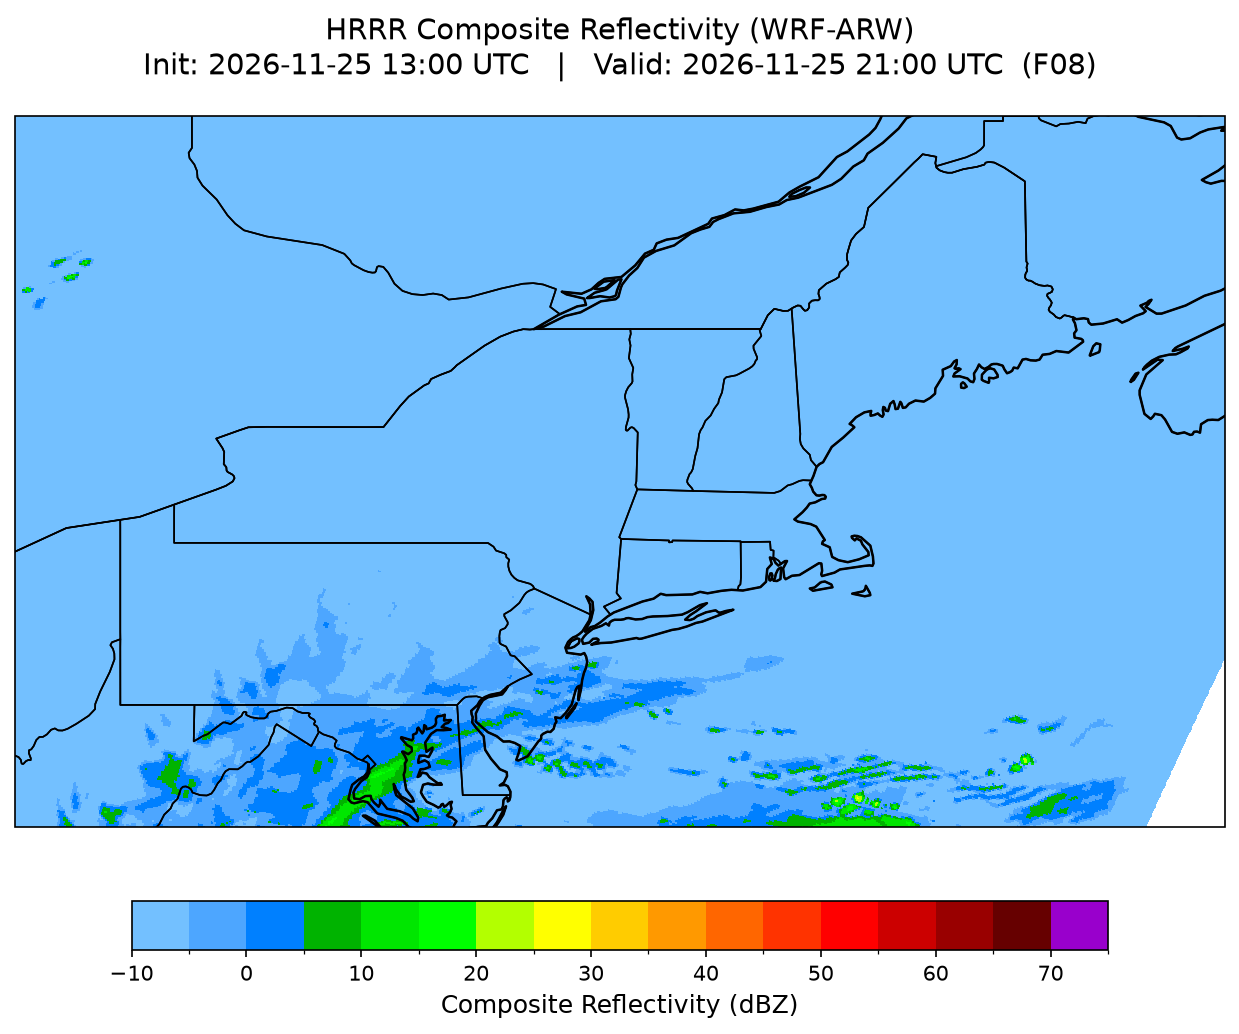 HRRR Composite Reflectivity (WRF-ARW)
Init: 2026-11-25 13:00 UTC   |   Valid: 2026-11-25 21:00 UTC  (F08)
−10 0 10 20 30 40 50 60 70
Composite Reflectivity (dBZ)